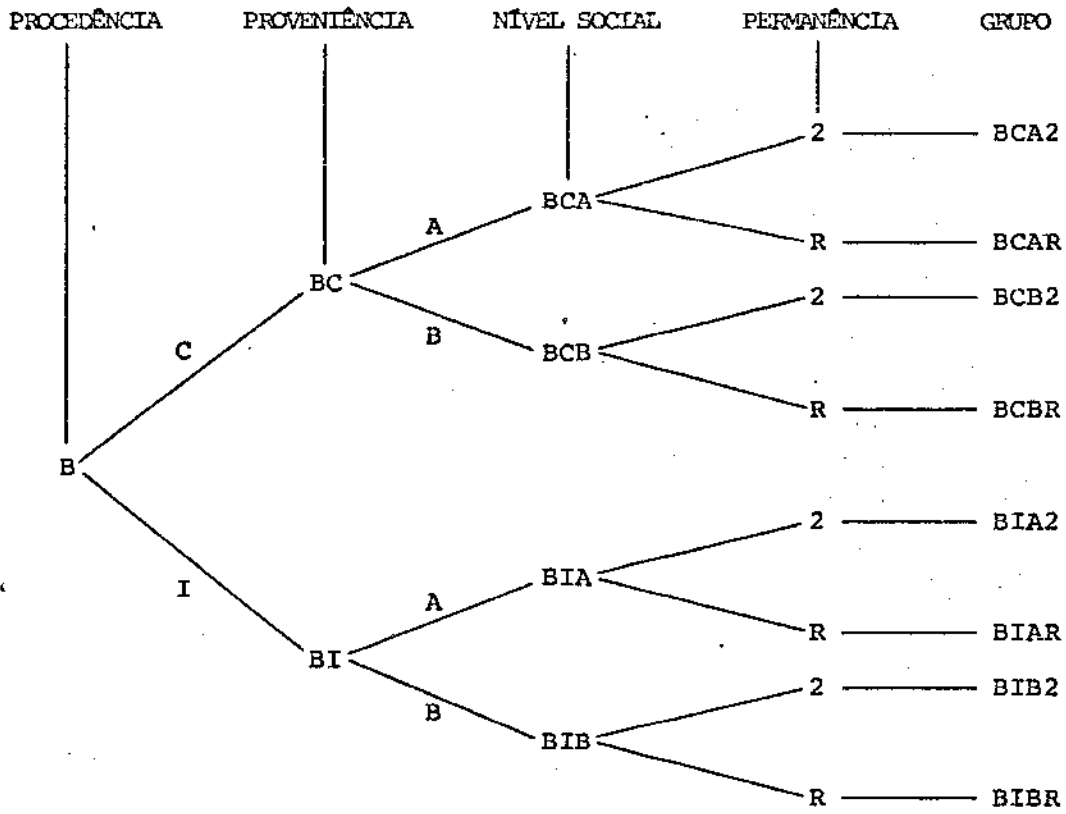 PROCEDÊNCIA PROVENIÊNCIA NÍVEL SOCIAL PERMANÊNCIA GRUPO
2 BCA2
BCA
A
R BCAR
BC
2 BCB2
B
C
BCB
R BCBR
B
2 BIA2
BIA
I
A
R BIAR
BI
2 BIB2
B
BIB
R BIBR